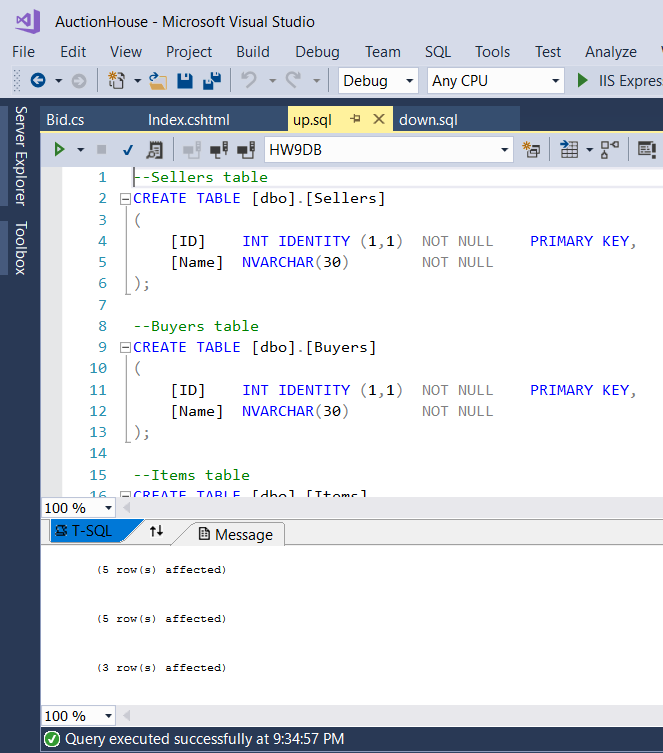 AuctionHouse - Microsoft Visual Studio
File Edit View Project Build Debug Team SQL Tools Test Analyze
Debug Any CPU IIS Expres
Server Explorer
Toolbox
Bid.cs Index.cshtml up.sql down.sql
HW9DB
1 --Sellers table
2 CREATE TABLE [dbo].[Sellers]
3 (
4 [ID] INT IDENTITY (1,1) NOT NULL PRIMARY KEY,
5 [Name] NVARCHAR(30) NOT NULL
6 );
7
8 --Buyers table
9 CREATE TABLE [dbo].[Buyers]
10 (
11 [ID] INT IDENTITY (1,1) NOT NULL PRIMARY KEY,
12 [Name] NVARCHAR(30) NOT NULL
13 );
14
15 --Items table
16 CREATE TABLE [dbo].[Items]
100 %
T-SQL Message
(5 row(s) affected)
(5 row(s) affected)
(3 row(s) affected)
100 %
Query executed successfully at 9:34:57 PM